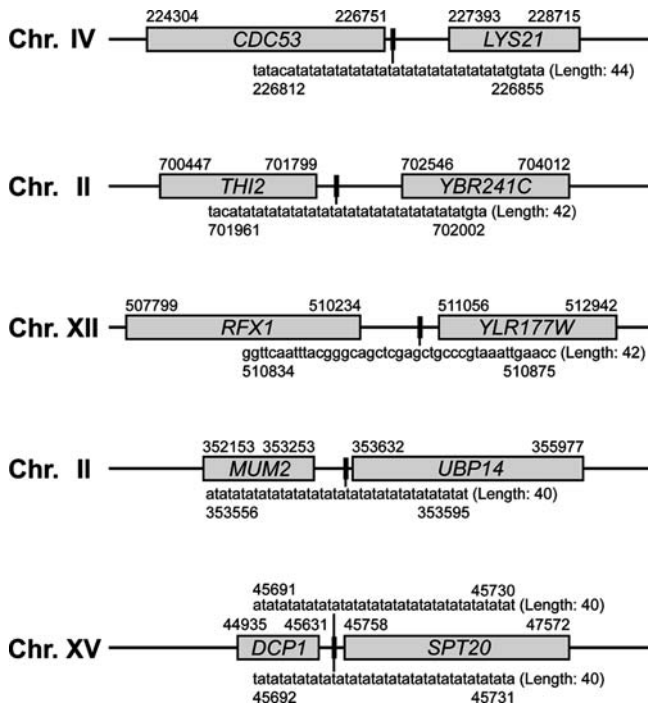 224304 226751 227393 228715
Chr. IV CDC53 LYS21
tatacatatatatatatatatatatatatatatatatatgtata (Length: 44)
226812 226855
700447 701799 702546 704012
Chr. II THI2 YBR241C
tacatatatatatatatatatatatatatatatatatatgta (Length: 42)
701961 702002
507799 510234 511056 512942
Chr. XII RFX1 YLR177W
ggttcaatttacgggcagctcgagctgcccgtaaattgaacc (Length: 42)
510834 510875
352153 353253 353632 355977
Chr. II MUM2 UBP14
atatatatatatatatatatatatatatatatatatatat (Length: 40)
353556 353595
45691 45730
atatatatatatatatatatatatatatatatatatatat (Length: 40)
44935 45631 45758 47572
Chr. XV DCP1 SPT20
tatatatatatatatatatatatatatatatatatatata (Length: 40)
45692 45731